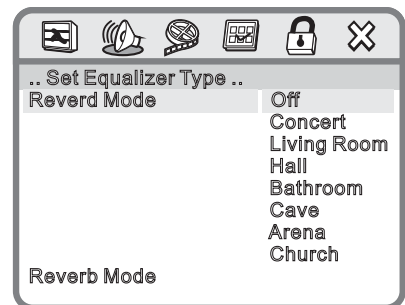 .. Set Equalizer Type ..
Reverd Mode Off
Concert
Living Room
Hall
Bathroom
Cave
Arena
Church
Reverb Mode